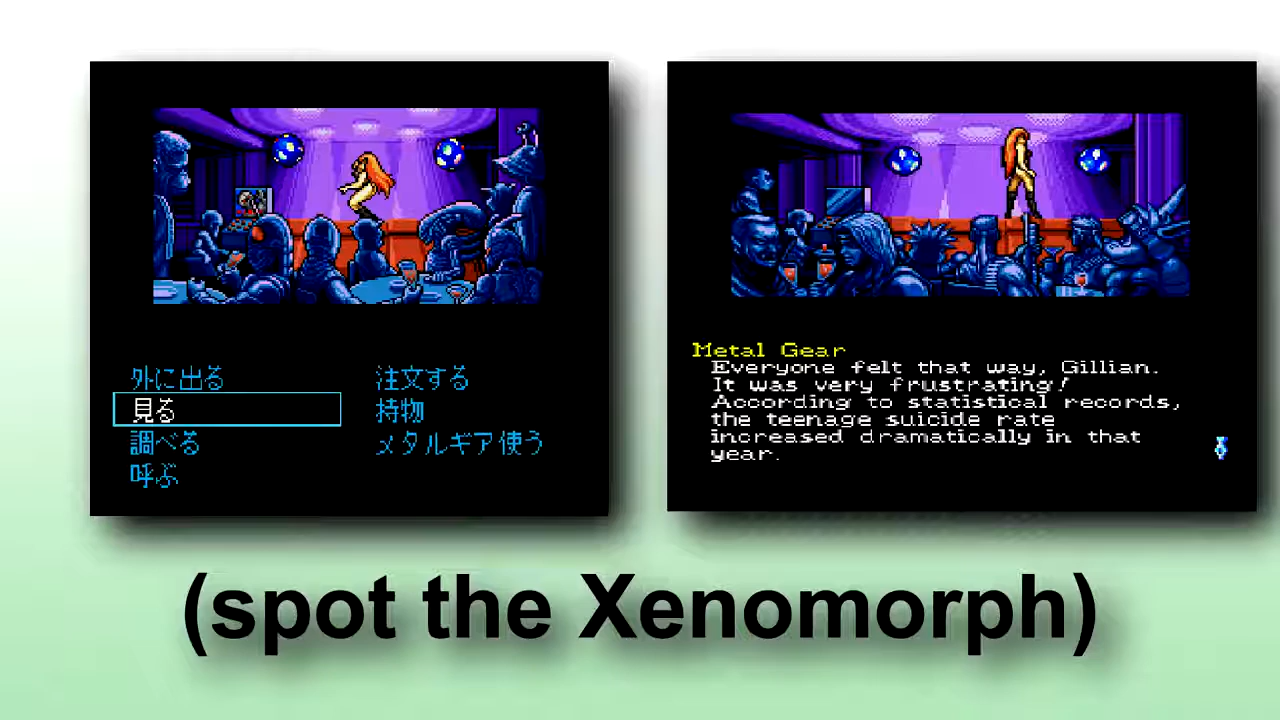 外に出る
注文する
見る
持物
調べる
メタルギア使う
呼ぶ
Metal Gear
Everyone felt that way, Gillian.
It was very frustrating!
According to statistical records,
the teenage suicide rate
increased dramatically in that
year.
(spot the Xenomorph)